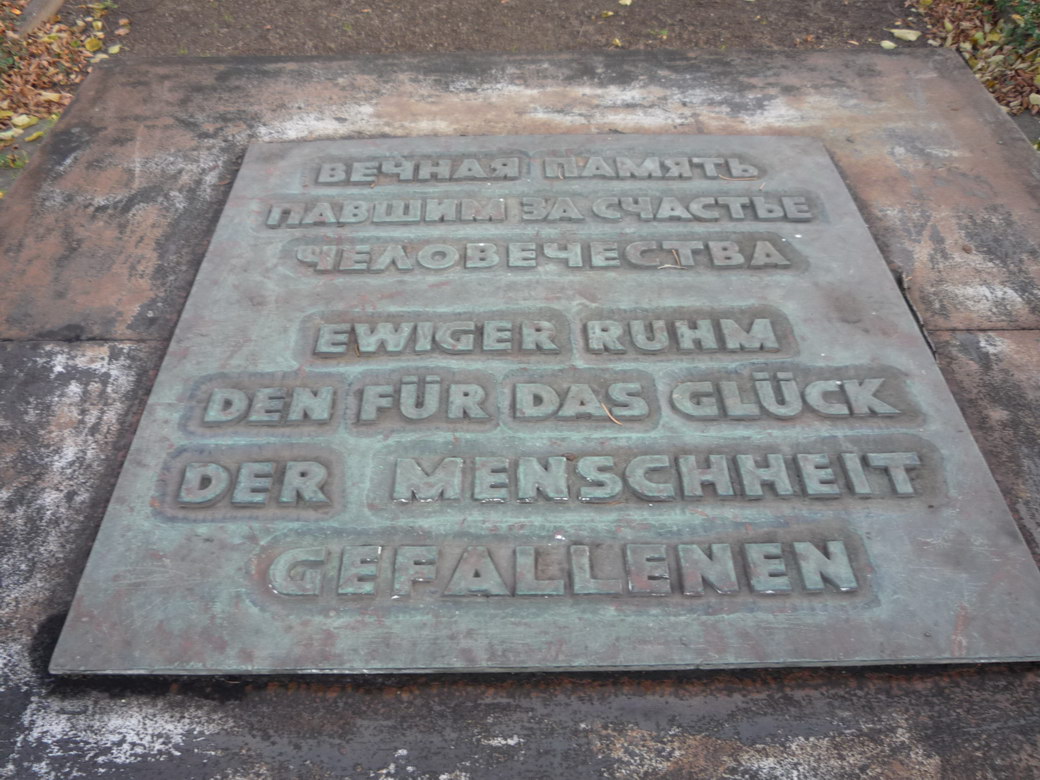 ВЕЧНАЯ ПАМЯТЬ
ПАВШИМ ЗА СЧАСТЬЕ
ЧЕЛОВЕЧЕСТВА
EWIGER RUHM
DEN FÜR DAS GLÜCK
DER MENSCHHEIT
GEFALLENEN